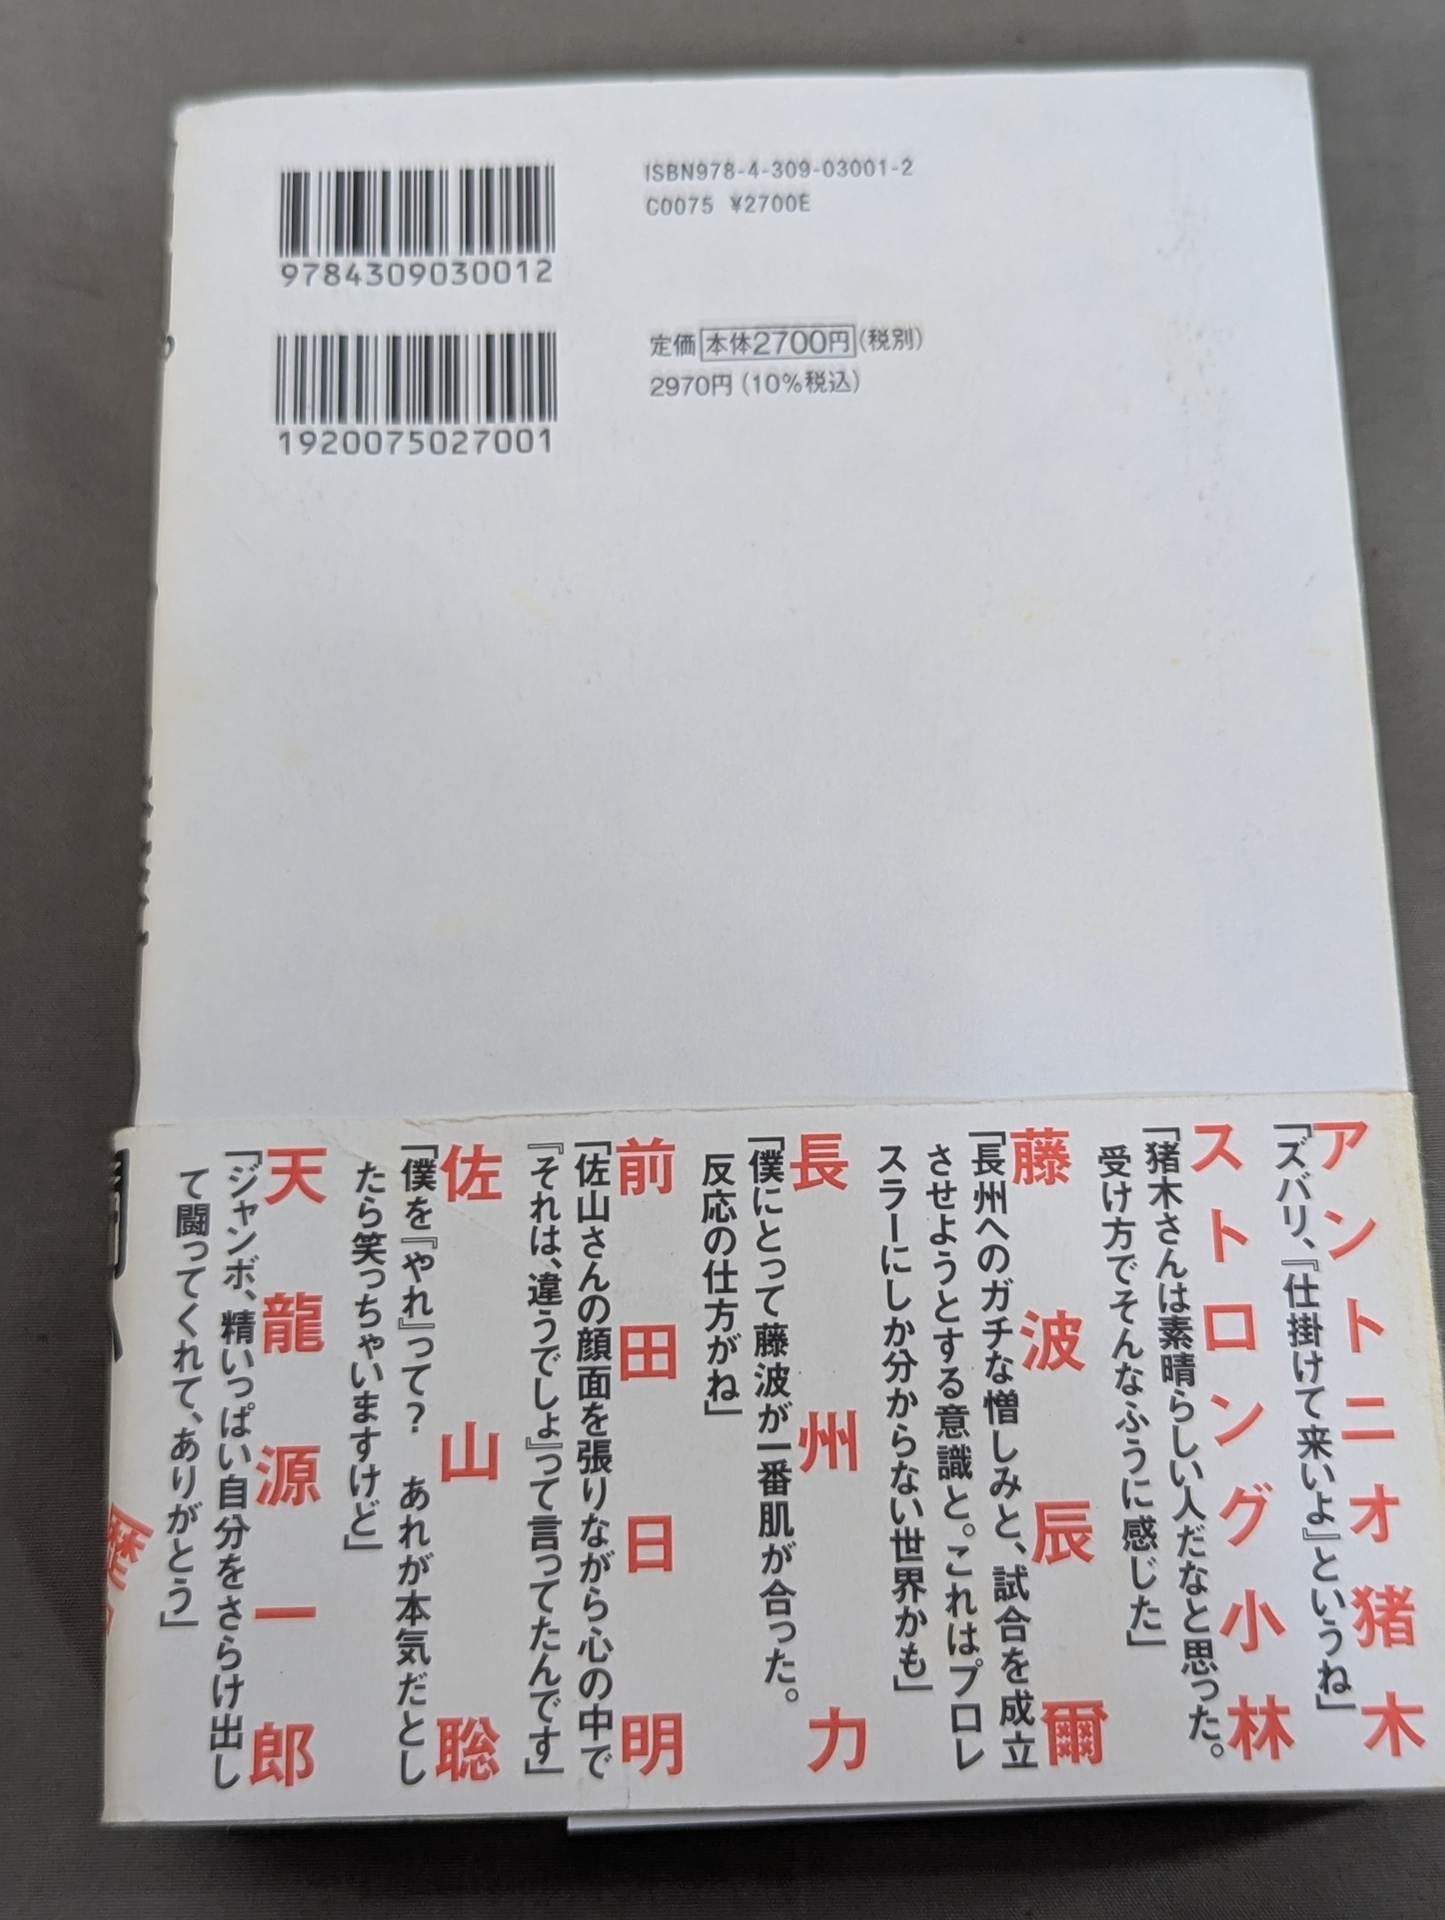 ISBN978-4-309-03001-2
C0075 ¥2700E
9784309030012
1920075027001
定価 本体2700円 (税別)
2970円 (10%税込)
アントニオ猪木
「ズバリ、『仕掛けて来いよ』というね」
ストロング小林
「猪木さんは素晴らしい人だなと思った。
受け方でそんなふうに感じた」
藤波辰爾
「長州へのガチな憎しみと、試合を成立
させようとする意識と。これはプロレ
スラーにしか分からない世界かも」
長州力
「僕にとって藤波が一番肌が合った。
反応の仕方がね」
前田日明
「佐山さんの顔面を張りながら心の中で
『それは、違うでしょ』って言ってたんです」
佐山聡
「僕を『やれ』って? あれが本気だとし
たら笑っちゃいますけど」
天龍源一郎
「ジャンボ、精いっぱい自分をさらけ出し
て闘ってくれて、ありがとう」